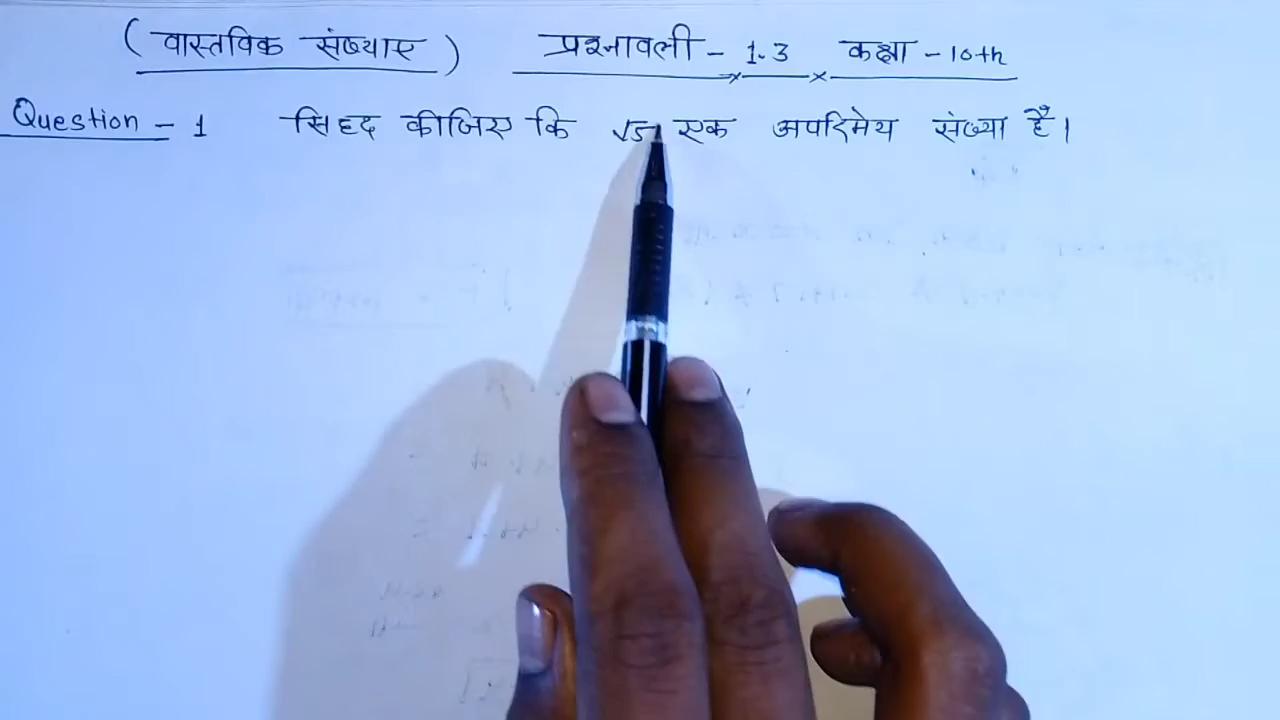 ( वास्तविक संख्याए ) प्रश्नावली - 1.3 कक्षा - 10th
Question - 1 सिद्द कीजिए कि √5 एक अपरिमेय संख्या है।